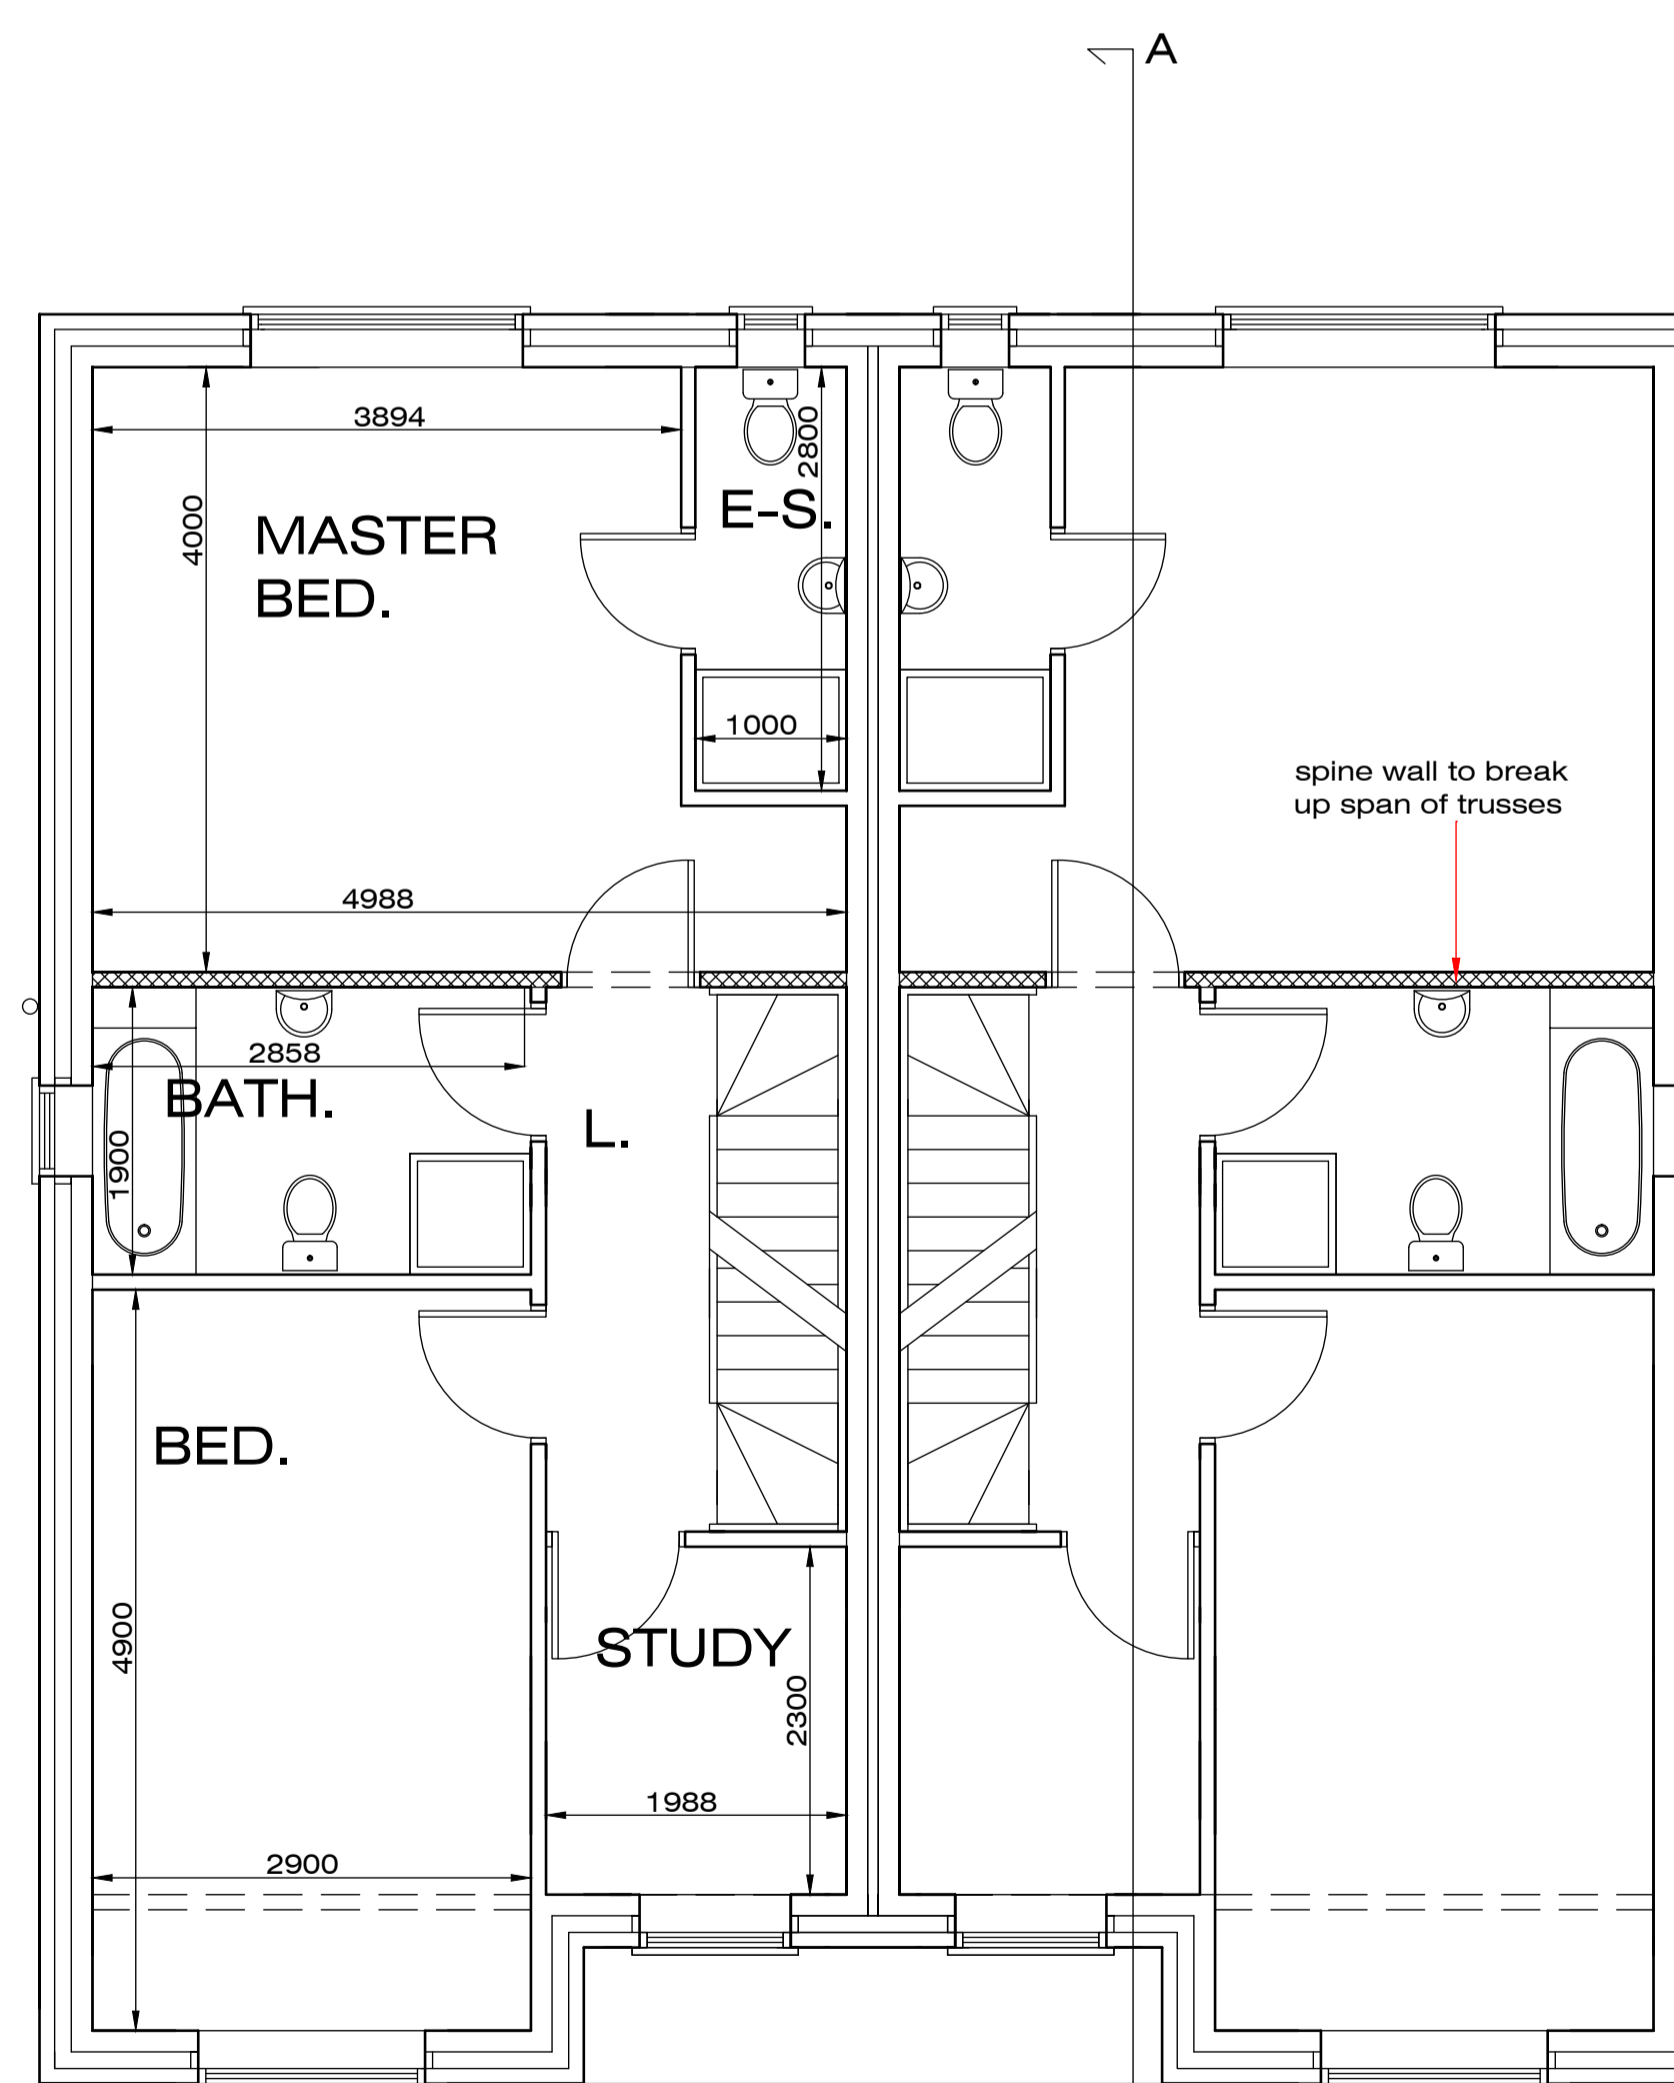 A
3894
2800
4000
E-S.
MASTER
BED.
1000
spine wall to break
up span of trusses
4988
2858
BATH.
L.
1900
BED.
4900
STUDY
2300
1988
2900